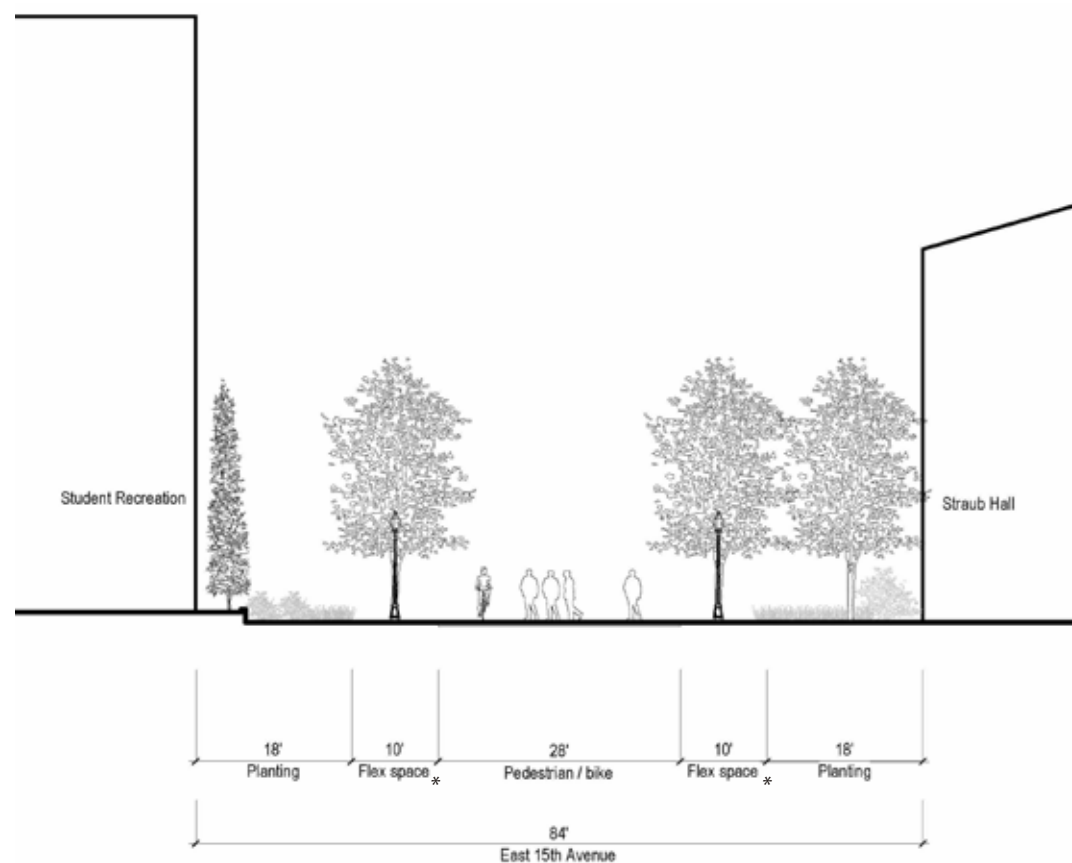 Student Recreation
Straub Hall
18' 10' 28' 10' 18'
Planting Flex space* Pedestrian / bike Flex space* Planting
84'
East 15th Avenue